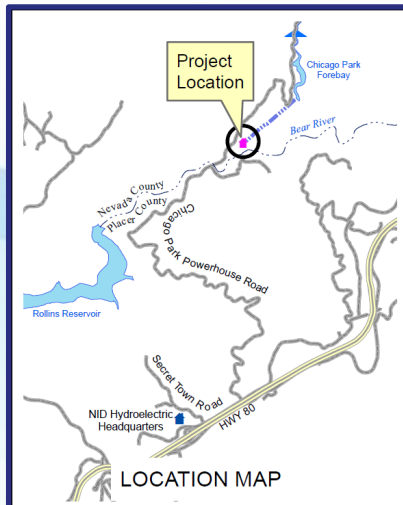 Project
Location
Chicago Park
Forebay
Bear River
Nevada County
Placer County
Chicago Park Powerhouse Road
Rollins Reservoir
Secret Town Road
NID Hydroelectric
Headquarters
HWY 80
LOCATION MAP